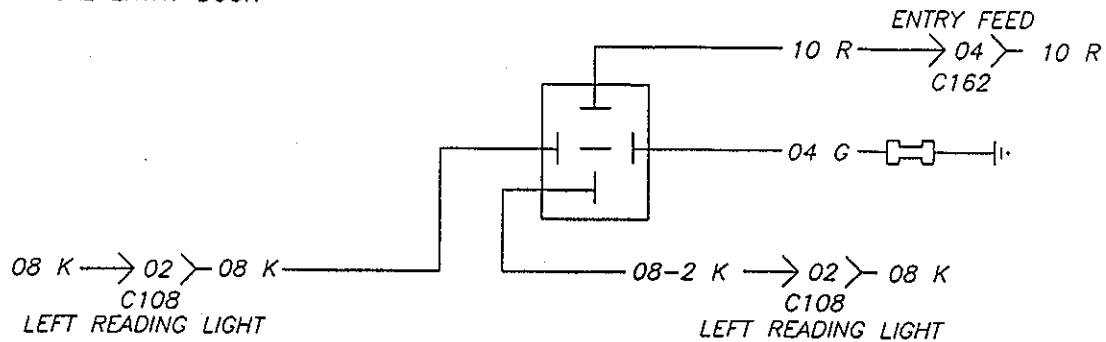 ENTRY FEED
10 R 04 10 R
C162
04 G
08 K 02 08 K
C108
LEFT READING LIGHT
08-2 K 02 08 K
C108
LEFT READING LIGHT